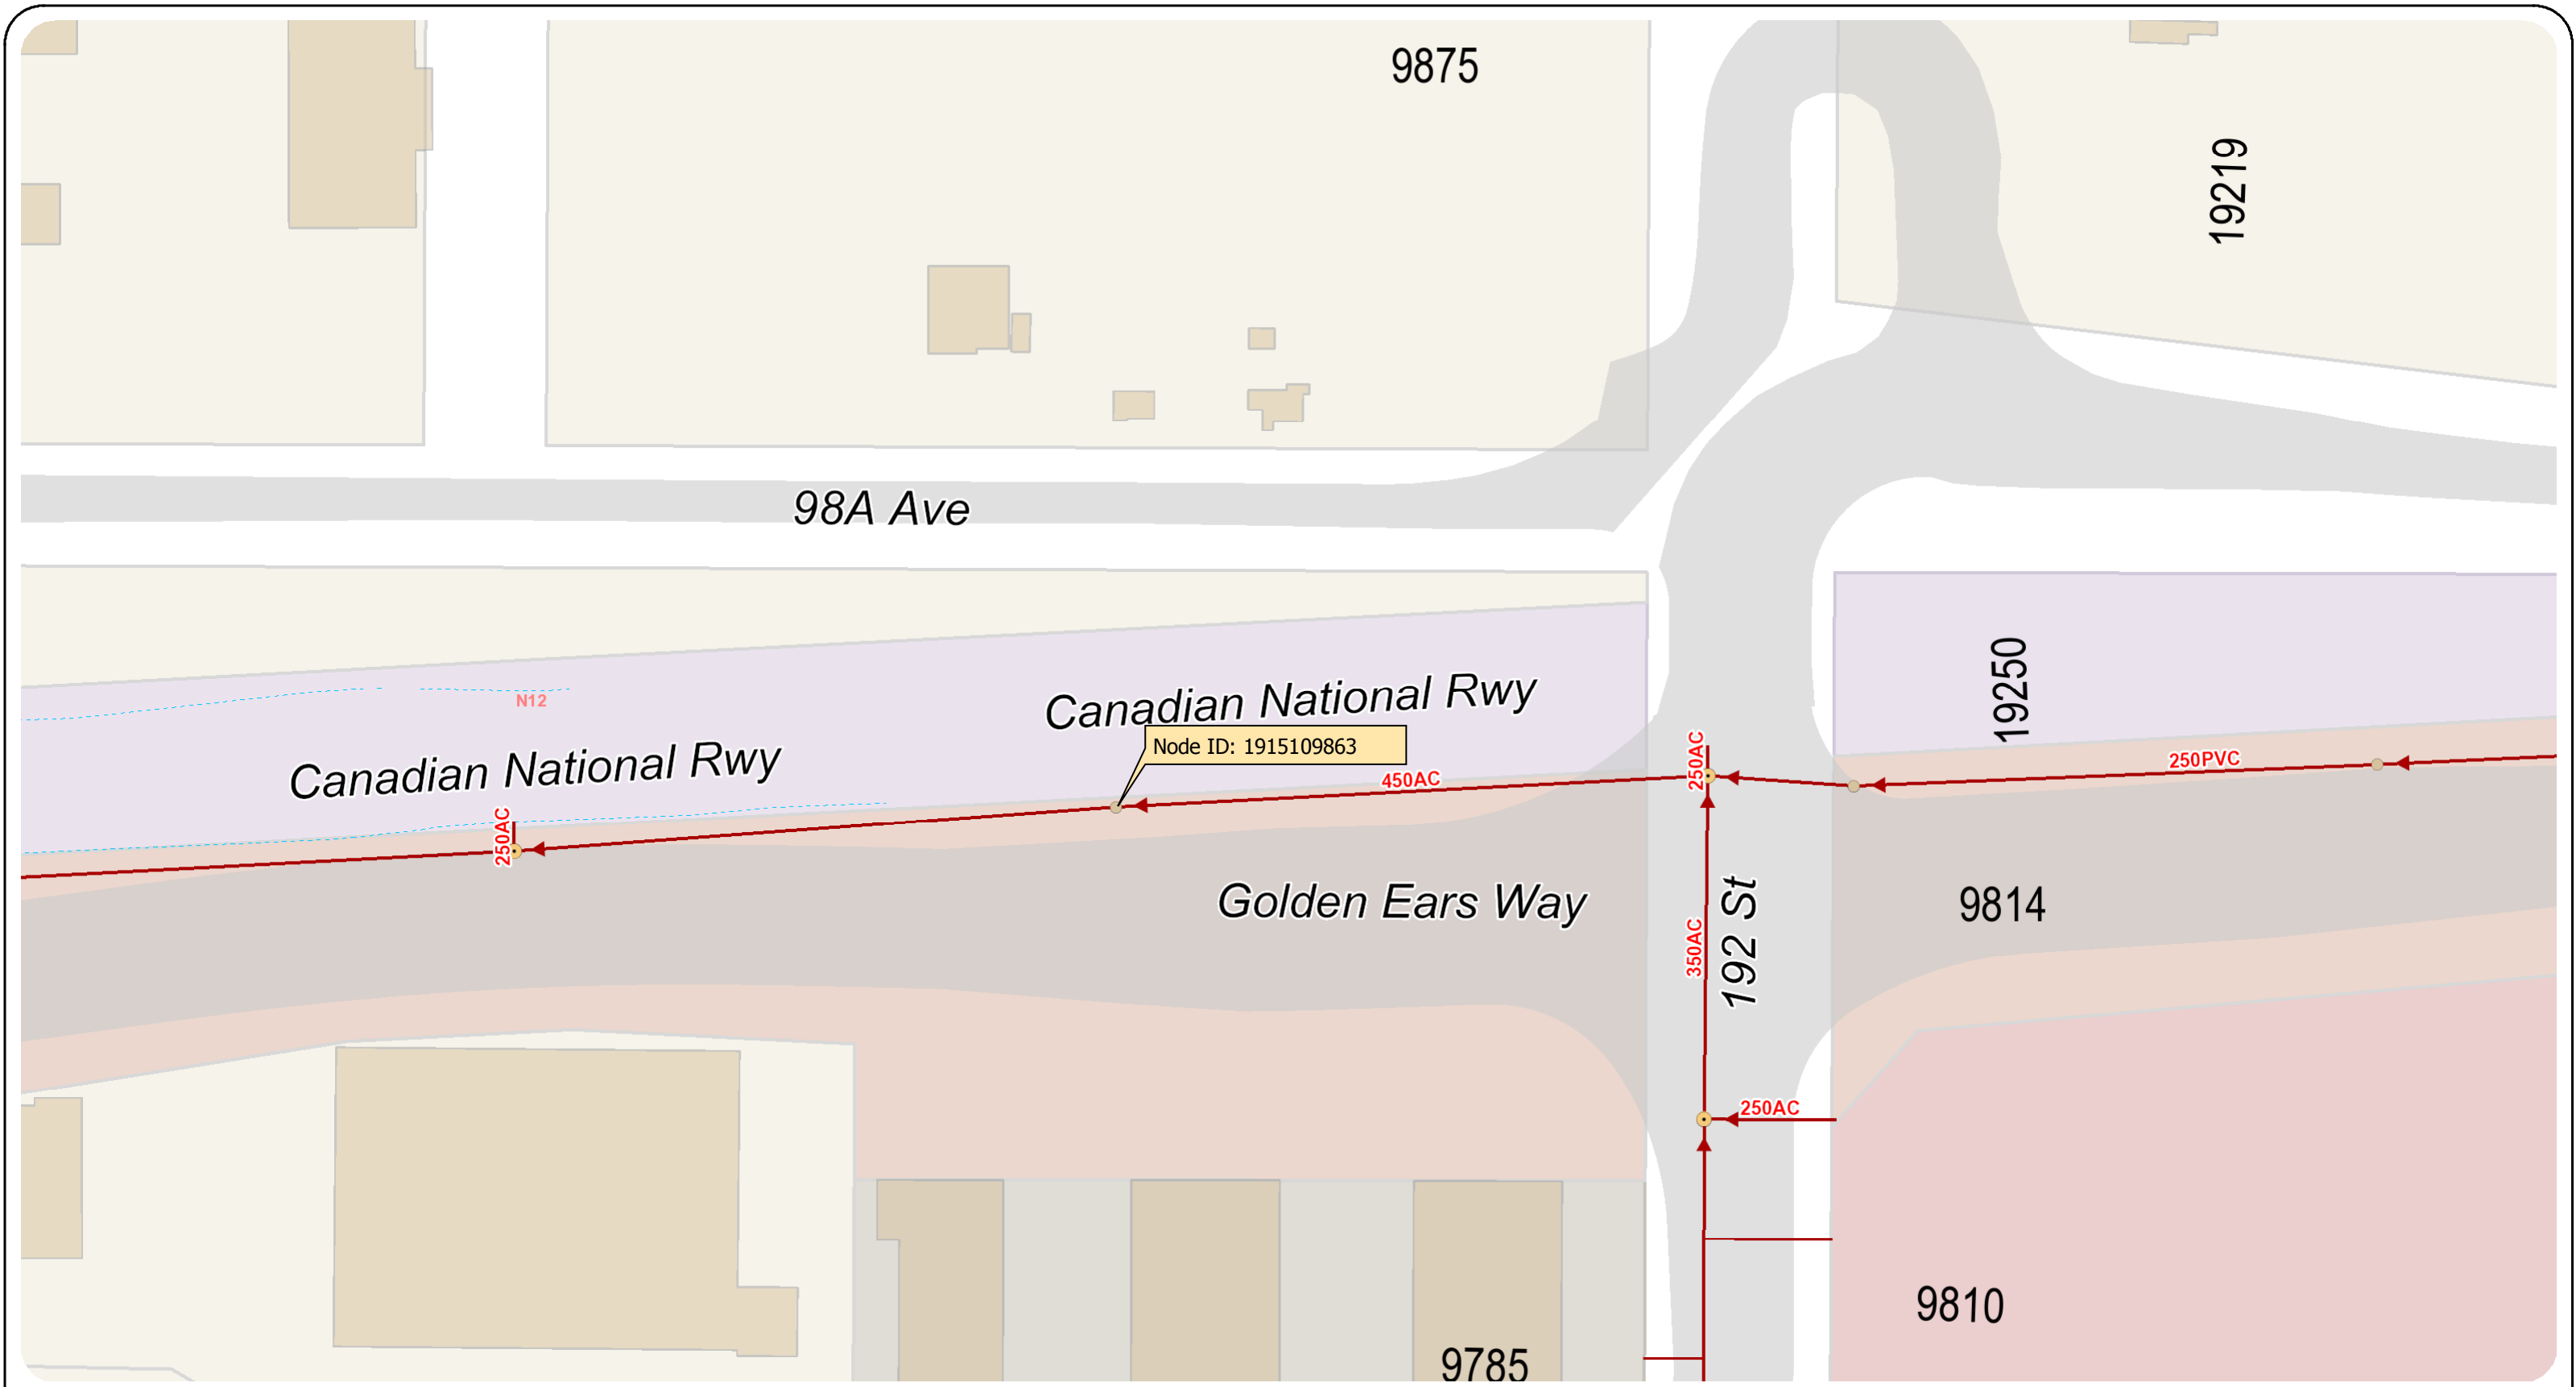 9875
19219
98A Ave
19250
N12
Canadian National Rwy
Node ID: 1915109863
Canadian National Rwy
250AC
250PVC
450AC
250AC
Golden Ears Way
192 St
9814
350AC
250AC
9810
9785